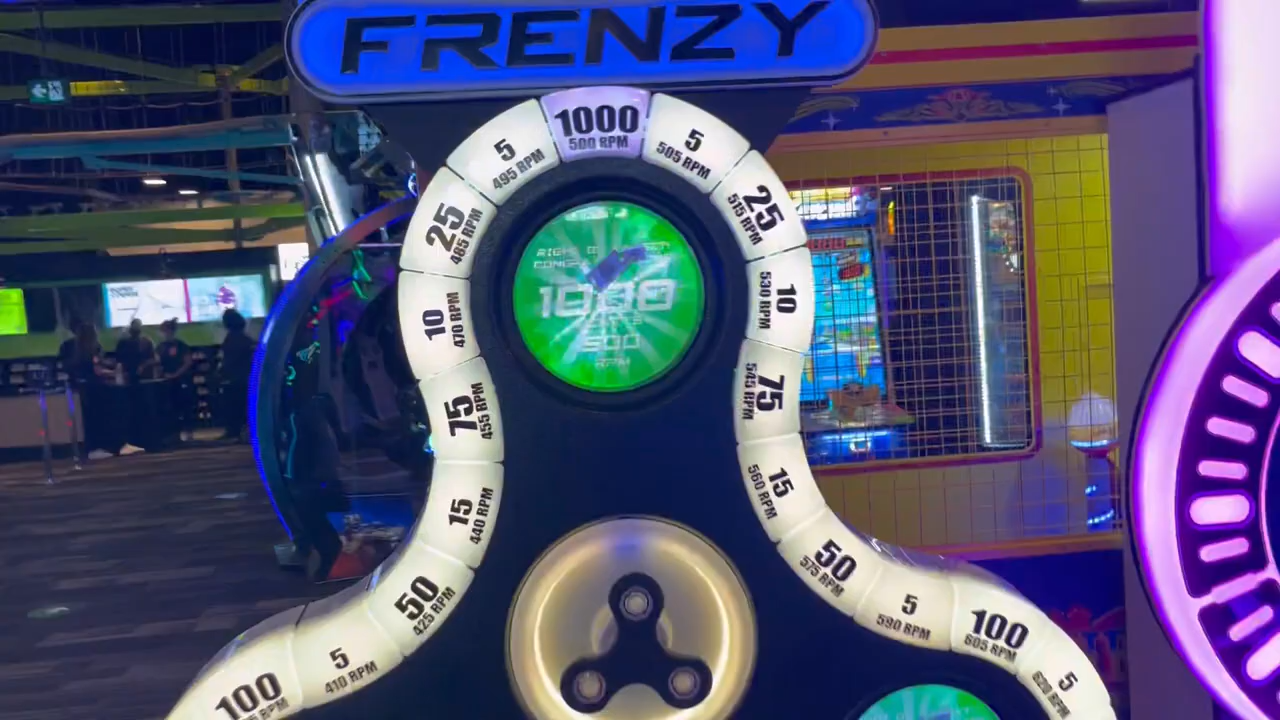 FRENZY
1000
500 RPM
5
495 RPM
5
505 RPM
25
485 RPM
25
515 RPM
10
470 RPM
10
530 RPM
1000
500
75
455 RPM
75
545 RPM
15
440 RPM
15
560 RPM
50
425 RPM
50
575 RPM
5
410 RPM
5
590 RPM
100
RPM
100
605 RPM
5
620 RPM